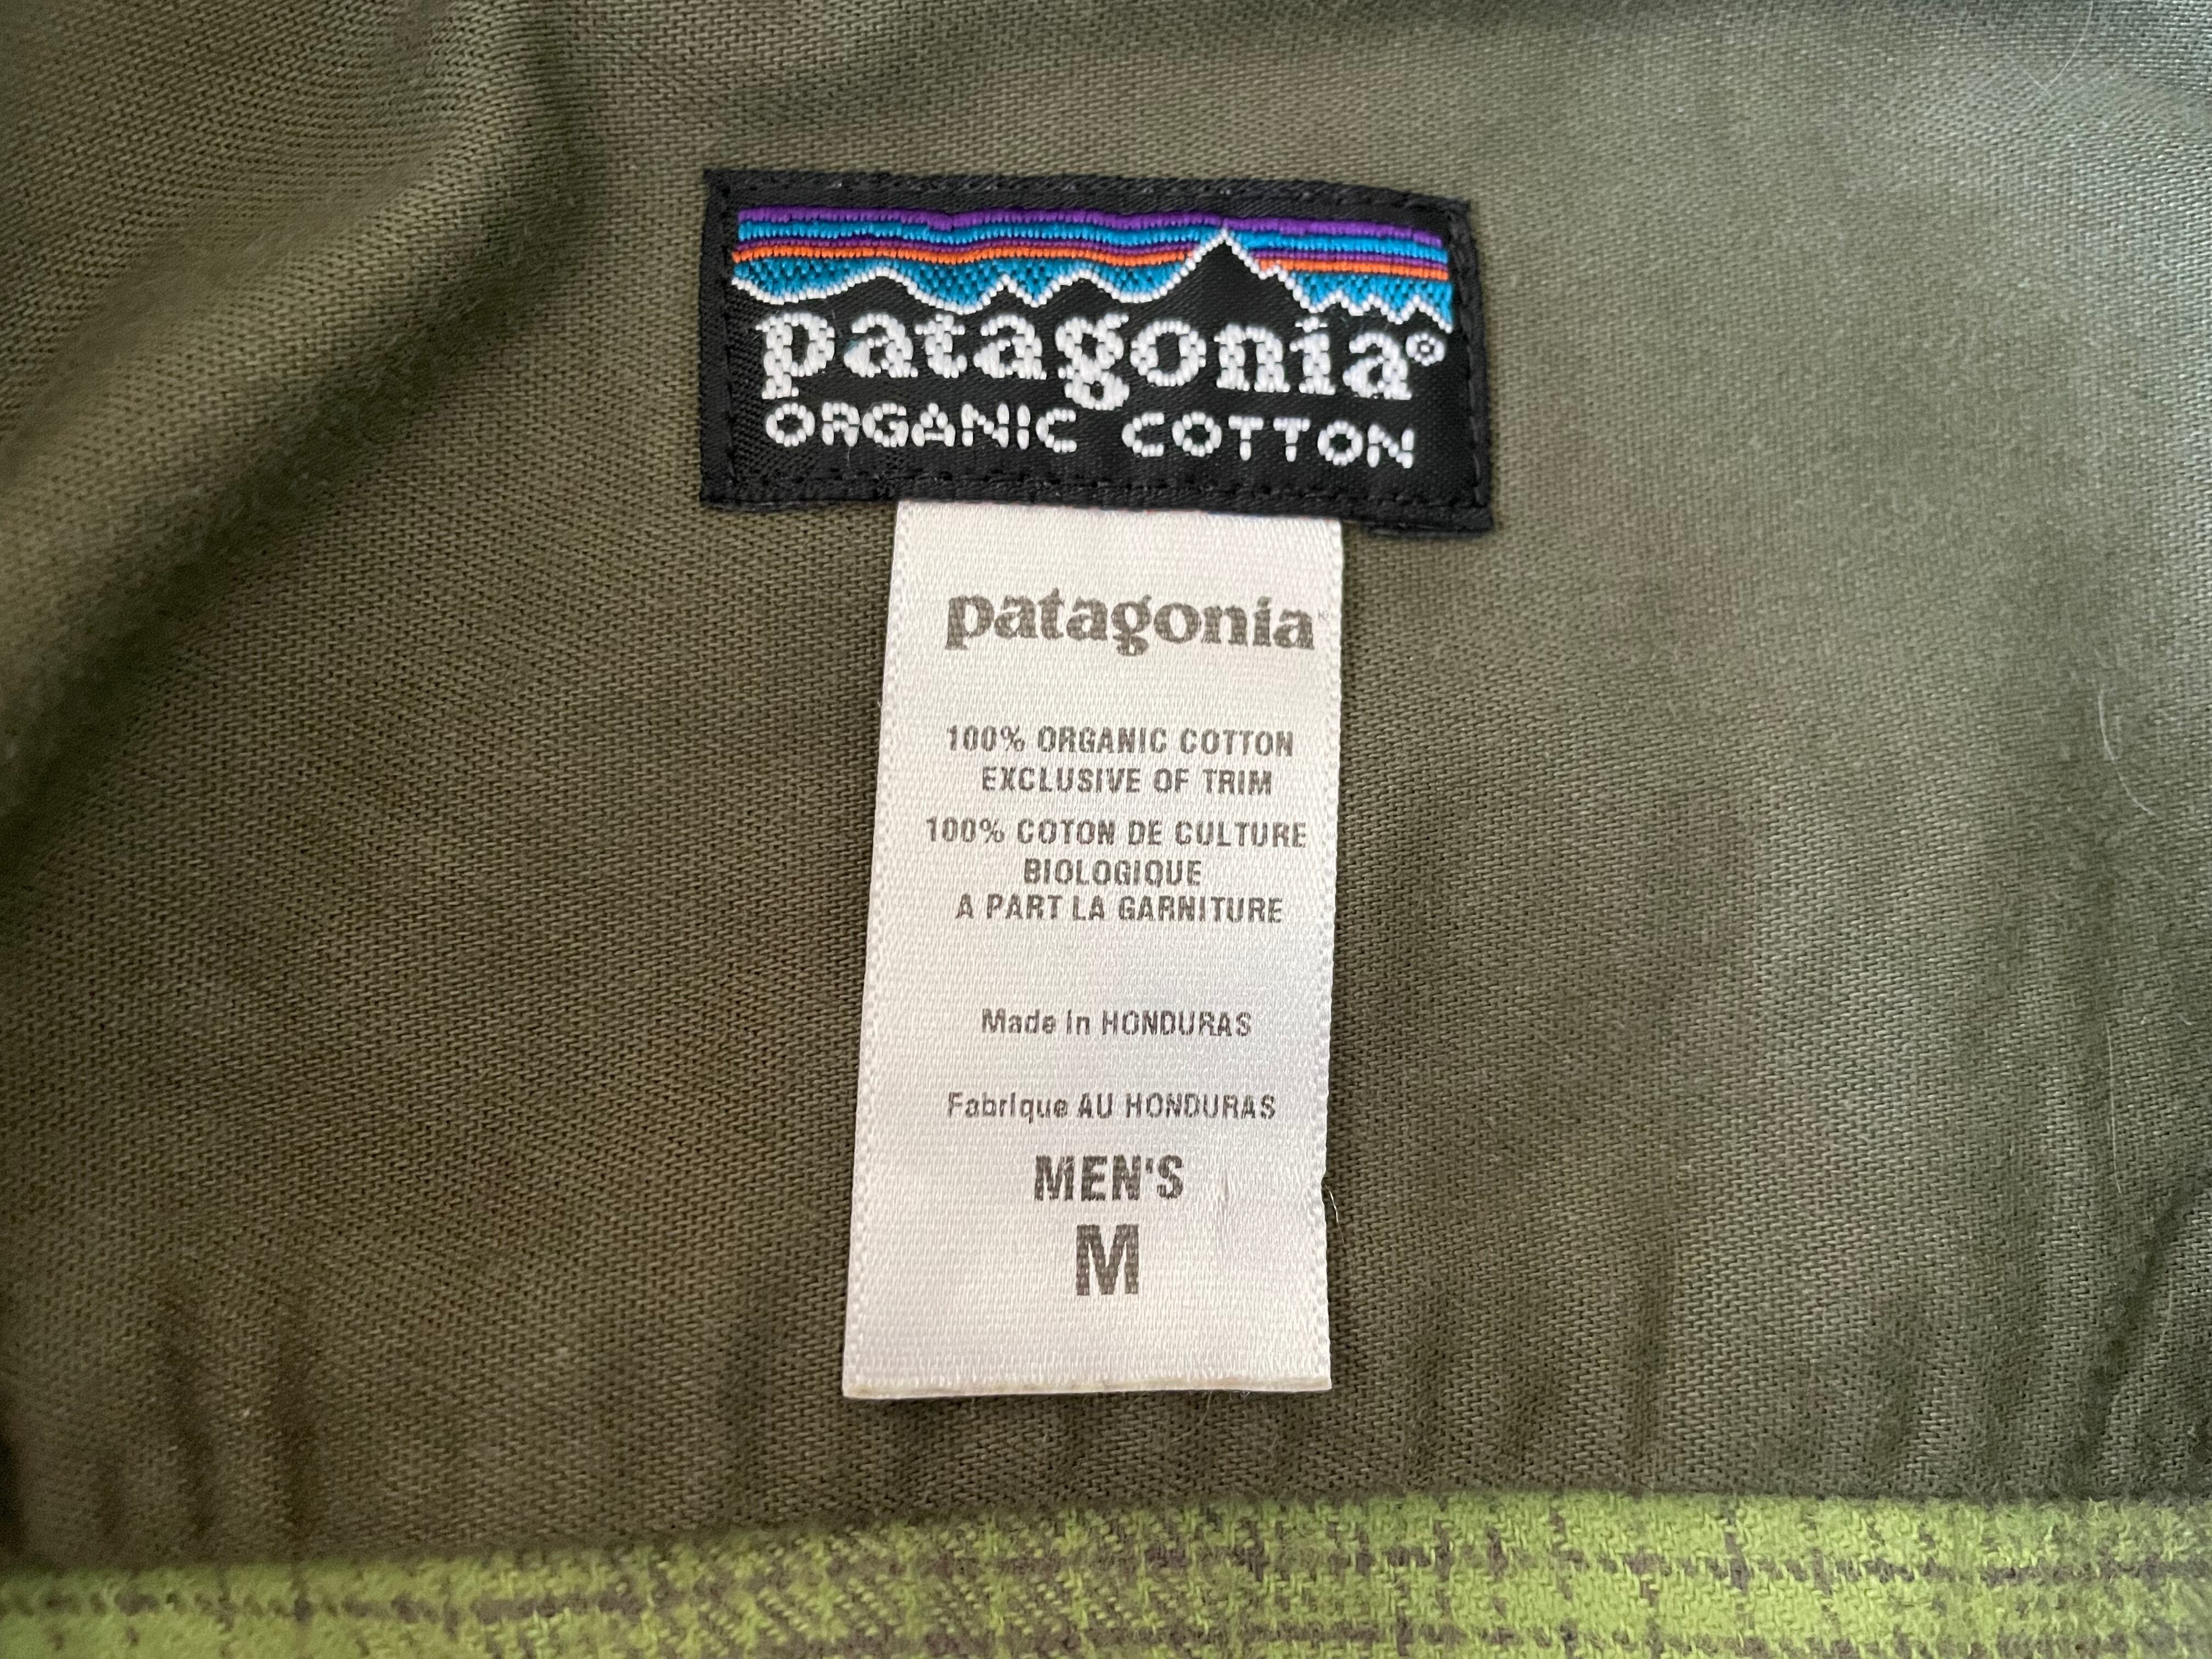 patagonia®
ORGANIC COTTON
patagonia
100% ORGANIC COTTON
EXCLUSIVE OF TRIM
100% COTON DE CULTURE
BIOLOGIQUE
A PART LA GARNITURE
Made in HONDURAS
Fabrique AU HONDURAS
MEN'S
M